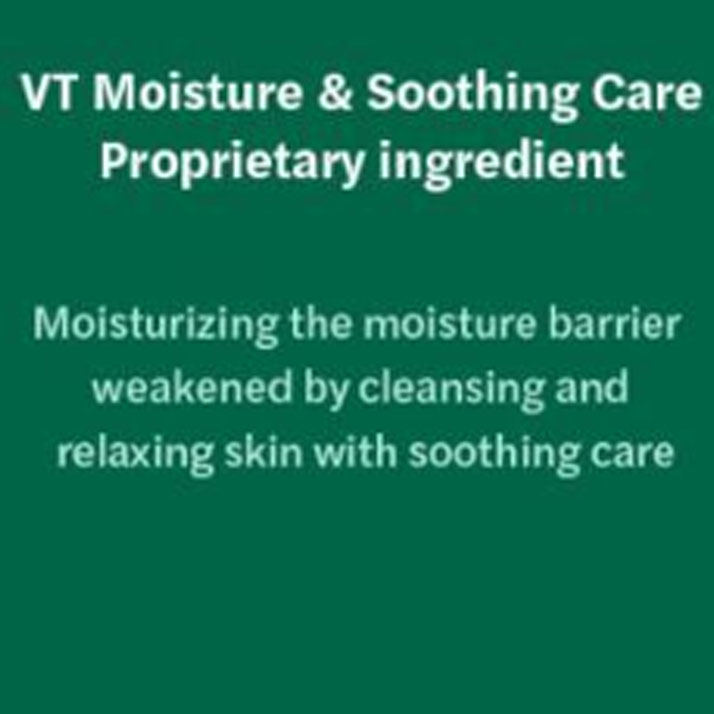 VT Moisture & Soothing Care
Proprietary ingredient
Moisturizing the moisture barrier
weakened by cleansing and
relaxing skin with soothing care